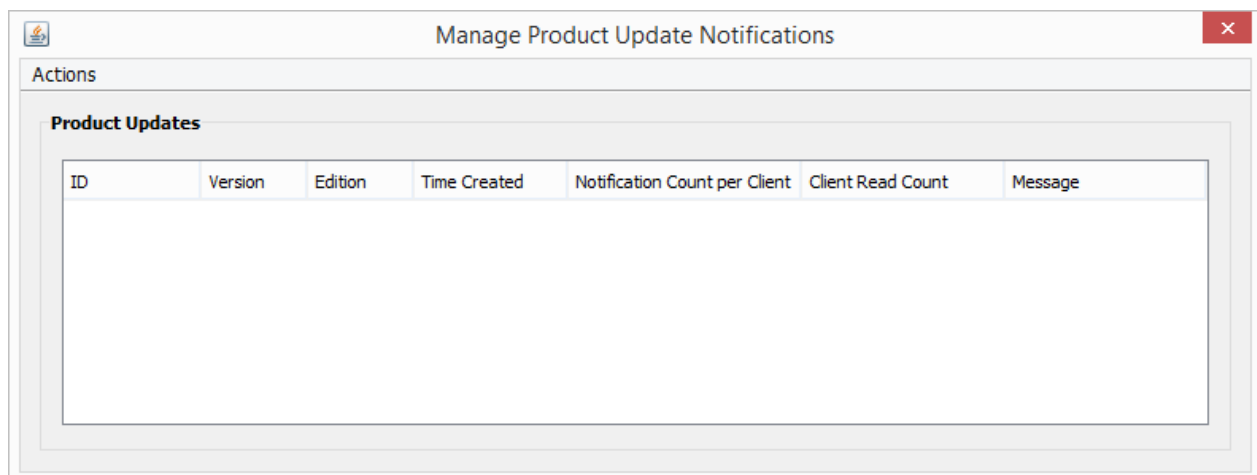 Manage Product Update Notifications
Actions
Product Updates
ID Version Edition Time Created Notification Count per Client Client Read Count Message